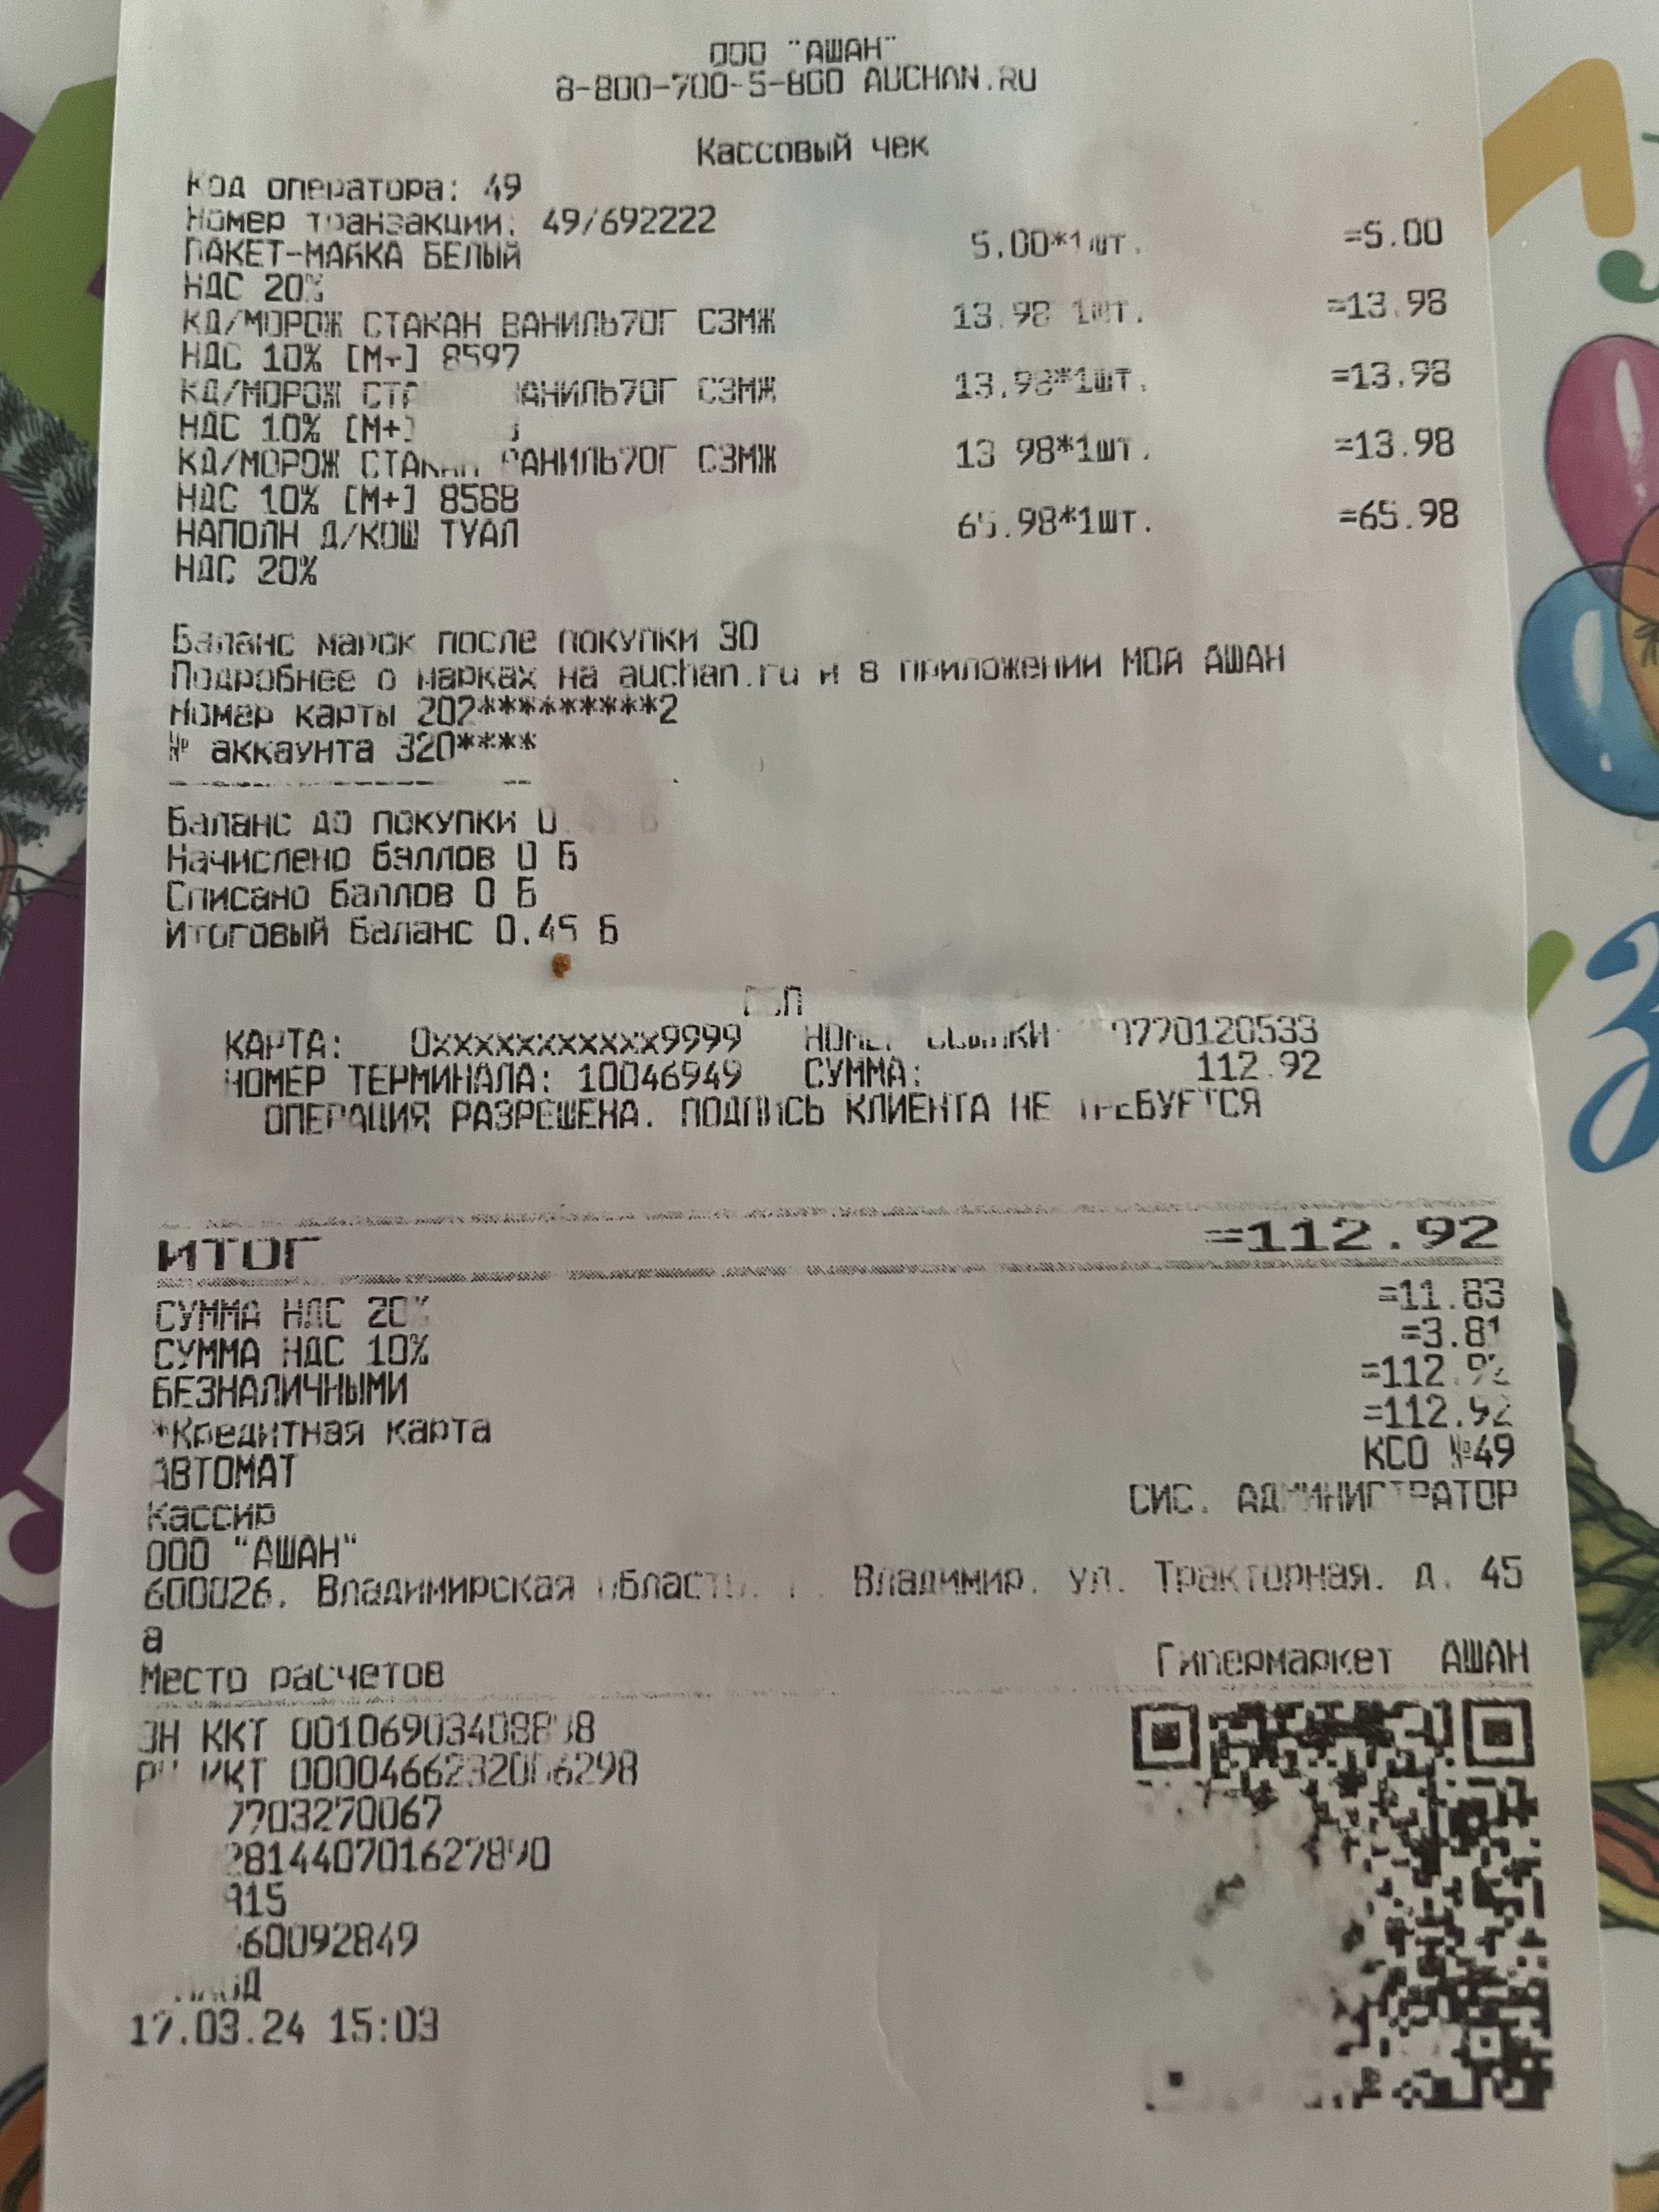 ООО "АШАН"
8-800-700-5-800 AUCHAN.RU
Кассовый чек
Код оператора: 49
Номер транзакции: 49/692222
ПАКЕТ-МАЙКА БЕЛЫЙ 5.00*1шт. =5.00
НДС 20%
КД/МОРОЖ СТАКАН ВАНИЛЬ70Г СЗМЖ 13.98*1шт. =13.98
НДС 10% [М+] 8597
КД/МОРОЖ ВАНИЛЬ70Г СЗМЖ 13.98*1шт. =13.98
НДС 10% [М+]
КД/МОРОЖ СТАКАН ВАНИЛЬ70Г СЗМЖ 13.98*1шт. =13.98
НДС 10% [М+] 8568
НАПОЛН Д/КОШ ТУАЛ 65.98*1шт. =65.98
НДС 20%
Баланс марок после покупки 30
Подробнее о марках на auchan.ru и в приложении МОЙ АШАН
Номер карты 202**********2
№ аккаунта 320****
Баланс до покупки
Начислено баллов 0 Б
Списано баллов 0 Б
Итоговый баланс 0.45 Б
КАРТА: 0xxxxxxxxxxxx9999 НОМЕР ССЫЛКИ
НОМЕР ТЕРМИНАЛА: 10046949 СУММА: 112.92
ОПЕРАЦИЯ РАЗРЕШЕНА. ПОДПИСЬ КЛИЕНТА НЕ ТРЕБУЕТСЯ
ИТОГ =112.92
СУММА НДС 20% =11.83
СУММА НДС 10% =3.81
БЕЗНАЛИЧНЫМИ =112.92
*Кредитная карта =112.92
АВТОМАТ КСО №49
Кассир СИС. АДМИНИСТРАТОР
ООО "АШАН"
600026, Владимирская область, Владимир, ул. Тракторная, д. 45
а
Место расчетов Гипермаркет АШАН
ЗН ККТ
РН ККТ
7703270067
17.03.24 15:03